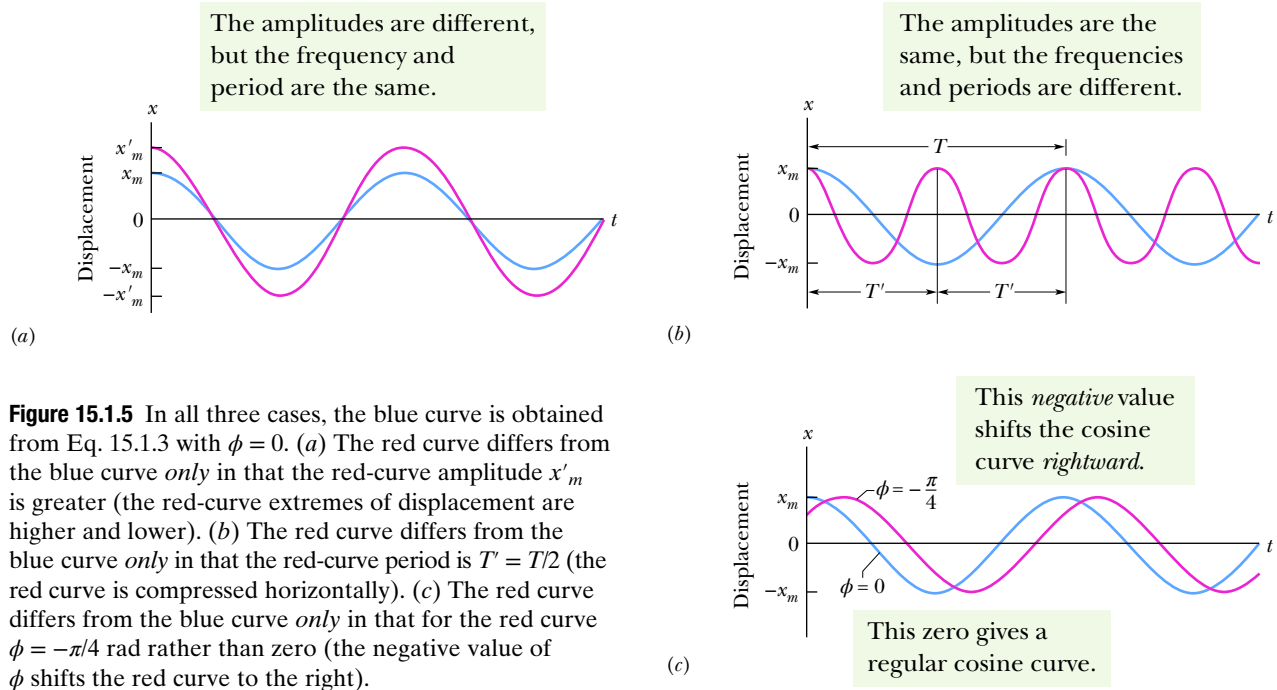 The amplitudes are different,
but the frequency and
period are the same.
x
Displacement
x′m
xm
0
−xm
−x′m
t
(a)
The amplitudes are the
same, but the frequencies
and periods are different.
x
Displacement
xm
0
−xm
T
t
T′
T′
(b)
Figure 15.1.5 In all three cases, the blue curve is obtained
from Eq. 15.1.3 with ϕ = 0. (a) The red curve differs from
the blue curve only in that the red-curve amplitude x′m
is greater (the red-curve extremes of displacement are
higher and lower). (b) The red curve differs from the
blue curve only in that the red-curve period is T′ = T/2 (the
red curve is compressed horizontally). (c) The red curve
differs from the blue curve only in that for the red curve
ϕ = −π/4 rad rather than zero (the negative value of
ϕ shifts the red curve to the right).
This negative value
shifts the cosine
curve rightward.
x
Displacement
xm
0
−xm
ϕ = −π/4
ϕ = 0
t
This zero gives a
regular cosine curve.
(c)